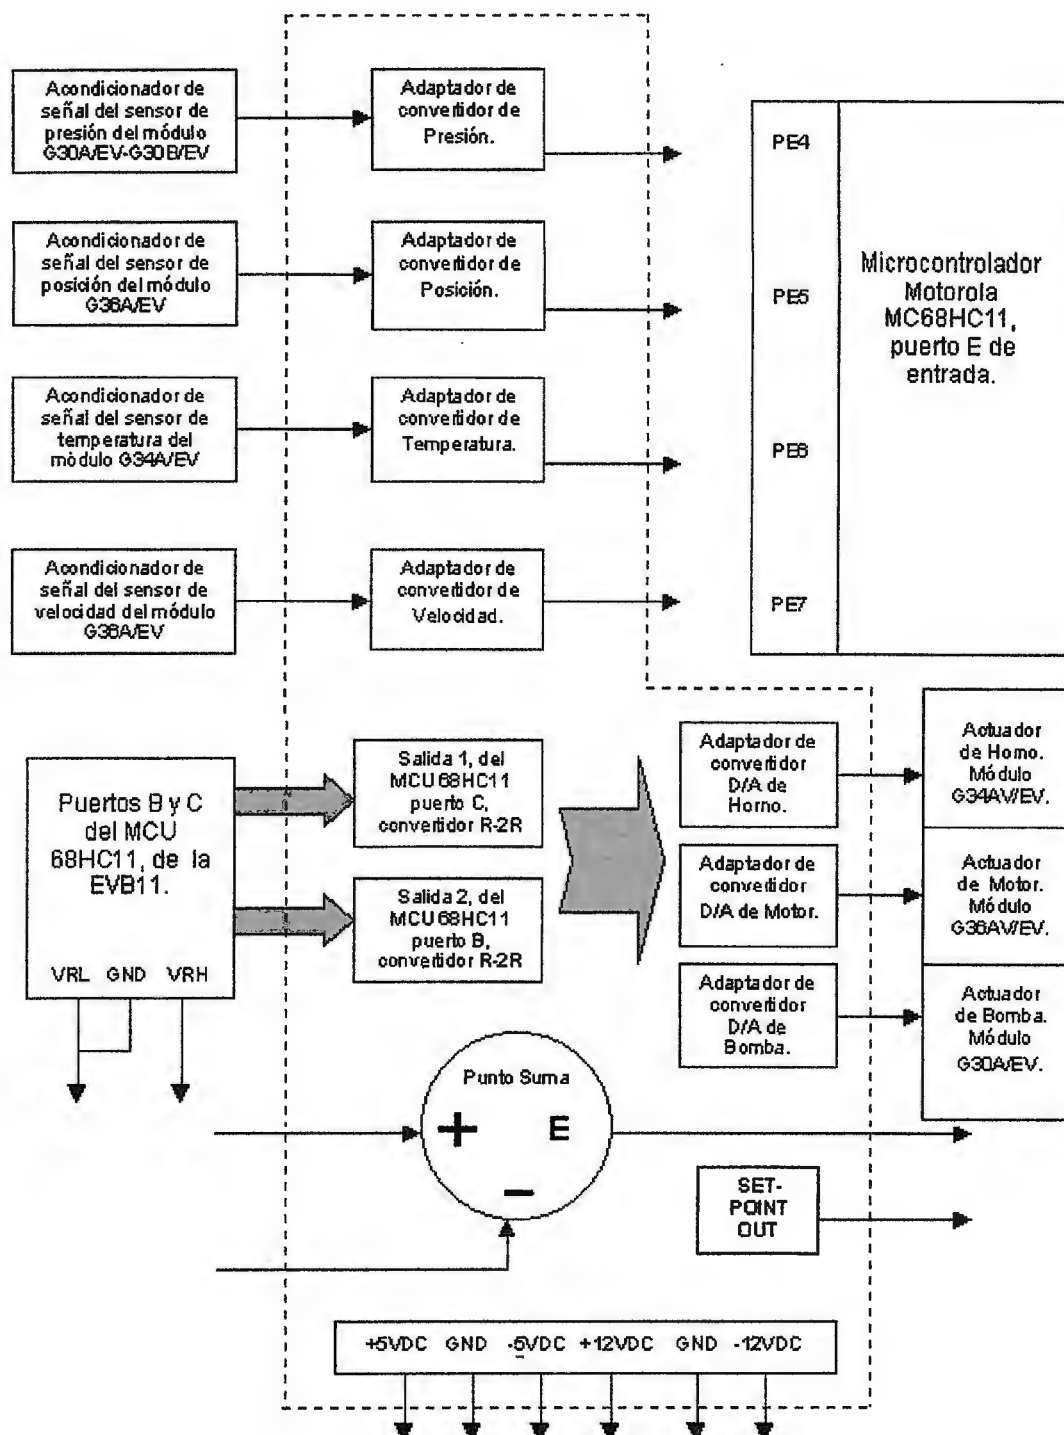 Acondicionador de
señal del sensor de
presión del módulo
G30A/EV-G30B/EV
Adaptador de
convertidor de
Presión.
PE4
Acondicionador de
señal del sensor de
posición del módulo
G36A/EV
Adaptador de
convertidor de
Posición.
PE5
Microcontrolador
Motorola
MC68HC11,
puerto E de
entrada.
Acondicionador de
señal del sensor de
temperatura del
módulo G34A/EV
Adaptador de
convertidor de
Temperatura.
PE6
Acondicionador de
señal del sensor de
velocidad del módulo
G36A/EV
Adaptador de
convertidor de
Velocidad.
PE7
Puertos B y C
del MCU
68HC11, de la
EVB11.
VRL GND VRH
Salida 1, del
MCU 68HC11
puerto C,
convertidor R-2R
Salida 2, del
MCU 68HC11
puerto B,
convertidor R-2R
Adaptador de
convertidor
D/A de
Horno.
Actuador
de Horno.
Módulo
G34AV/EV.
Adaptador de
convertidor
D/A de Motor.
Actuador
de Motor.
Módulo
G36AV/EV.
Adaptador de
convertidor
D/A de
Bomba.
Actuador
de Bomba.
Módulo
G30A/EV.
Punto Suma
+ E
-
SET-
POINT
OUT
+5VDC GND -5VDC +12VDC GND -12VDC